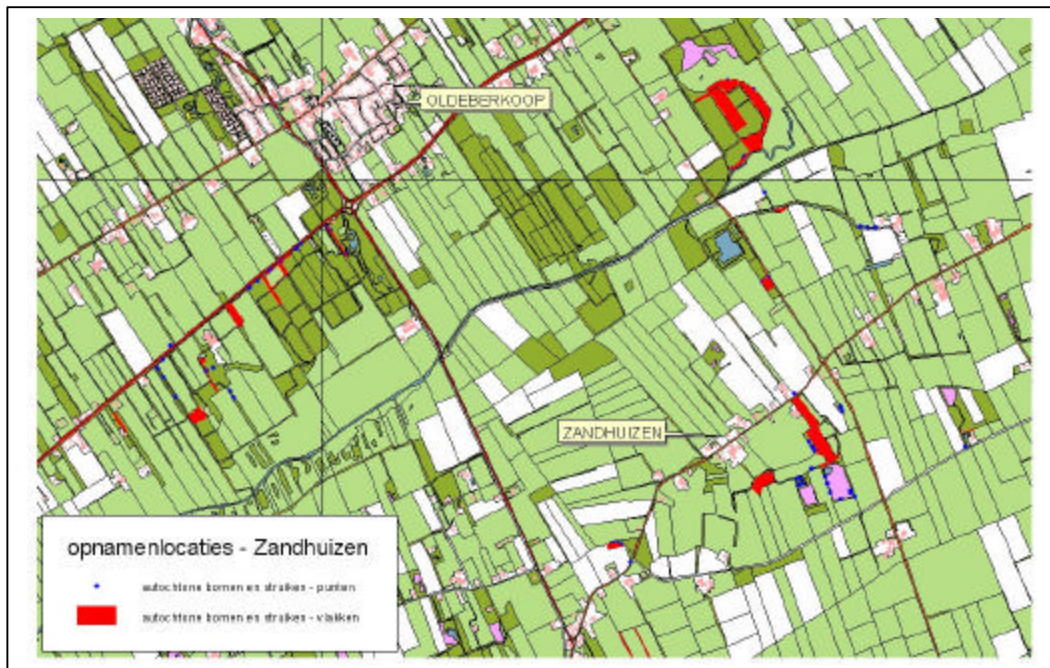 OLDEBERKOOP
ZANDHUIZEN
opnamenlocaties - Zandhuizen
autochtone bomen en struiken - punten
autochtone bomen en struiken - vlakken